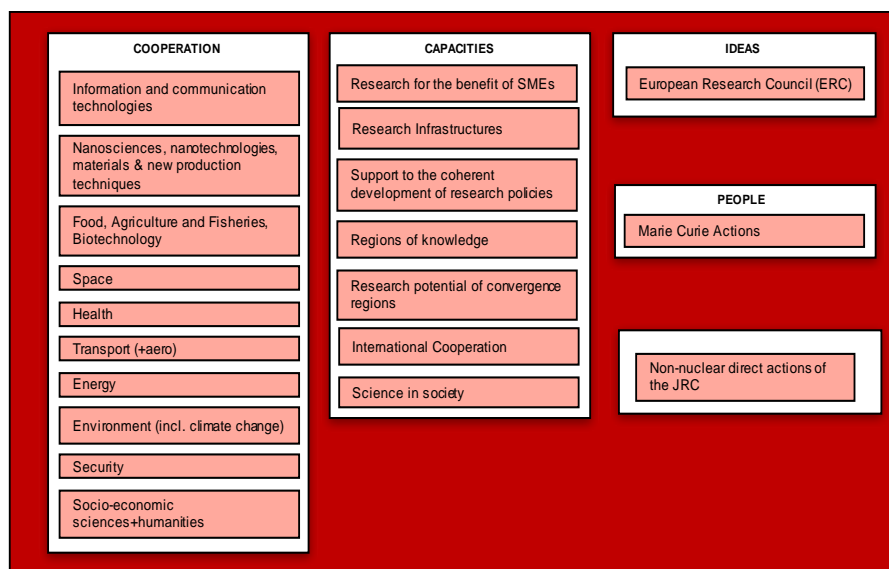 COOPERATION
Information and communication
technologies
Nanosciences, nanotechnologies,
materials & new production
techniques
Food, Agriculture and Fisheries,
Biotechnology
Space
Health
Transport (+aero)
Energy
Environment (incl. climate change)
Security
Socio-economic
sciences+humanities
CAPACITIES
Research for the benefit of SMEs
Research Infrastructures
Support to the coherent
development of research policies
Regions of knowledge
Research potential of convergence
regions
International Cooperation
Science in society
IDEAS
European Research Council (ERC)
PEOPLE
Marie Curie Actions
Non-nuclear direct actions of
the JRC